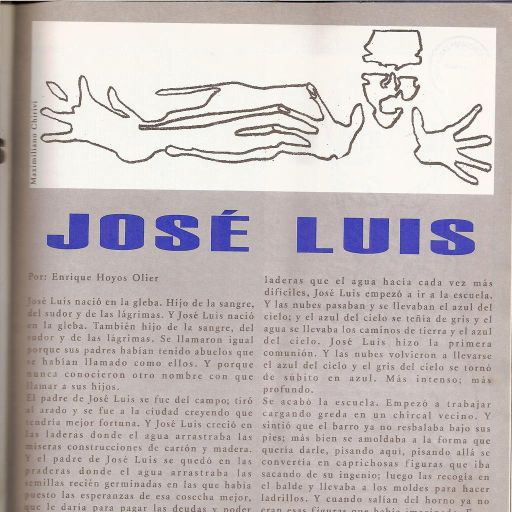 Maximiliano Chirivi
JOSÉ LUIS
Por: Enrique Hoyos Olier
José Luis nació en la gleba. Hijo de la sangre,
del sudor y de las lágrimas. Y José Luis nació
en la gleba. También hijo de la sangre, del
sudor y de las lágrimas. Se llamaron igual
porque sus padres habían tenido abuelos que
se habían llamado como ellos. Y porque
nunca conocieron otro nombre con que
llamar a sus hijos.
El padre de José Luis se fue del campo; tiró
el arado y se fue a la ciudad creyendo que
tendría mejor fortuna. Y José Luis creció en
las laderas donde el agua arrastraba las
míseras construcciones de cartón y madera.
Y el padre de José Luis se quedó en las
praderas donde el agua arrastraba las
semillas recién germinadas en las que había
puesto las esperanzas de esa cosecha mejor,
que le daría para pagar las deudas y poder
laderas que el agua hacía cada vez más
difíciles, José Luis empezó a ir a la escuela.
Y las nubes pasaban y se llevaban el azul del
cielo; y el azul del cielo se teñía de gris y el
agua se llevaba los caminos de tierra y el azul
del cielo. José Luis hizo la primera
comunión. Y las nubes volvieron a llevarse
el azul del cielo y el gris del cielo se tornó
de súbito en azul. Más intenso; más
profundo.
Se acabó la escuela. Empezó a trabajar
cargando greda en un chircal vecino. Y
sintió que el barro ya no resbalaba bajo sus
pies; más bien se amoldaba a la forma que
quería darle, pisando aquí, pisando allá se
convertía en caprichosas figuras que iba
sacando de su ingenio; luego las recogía en
el balde y llevaba a los moldes para hacer
ladrillos. Y cuando salían del horno ya no
eran esas figuras que había